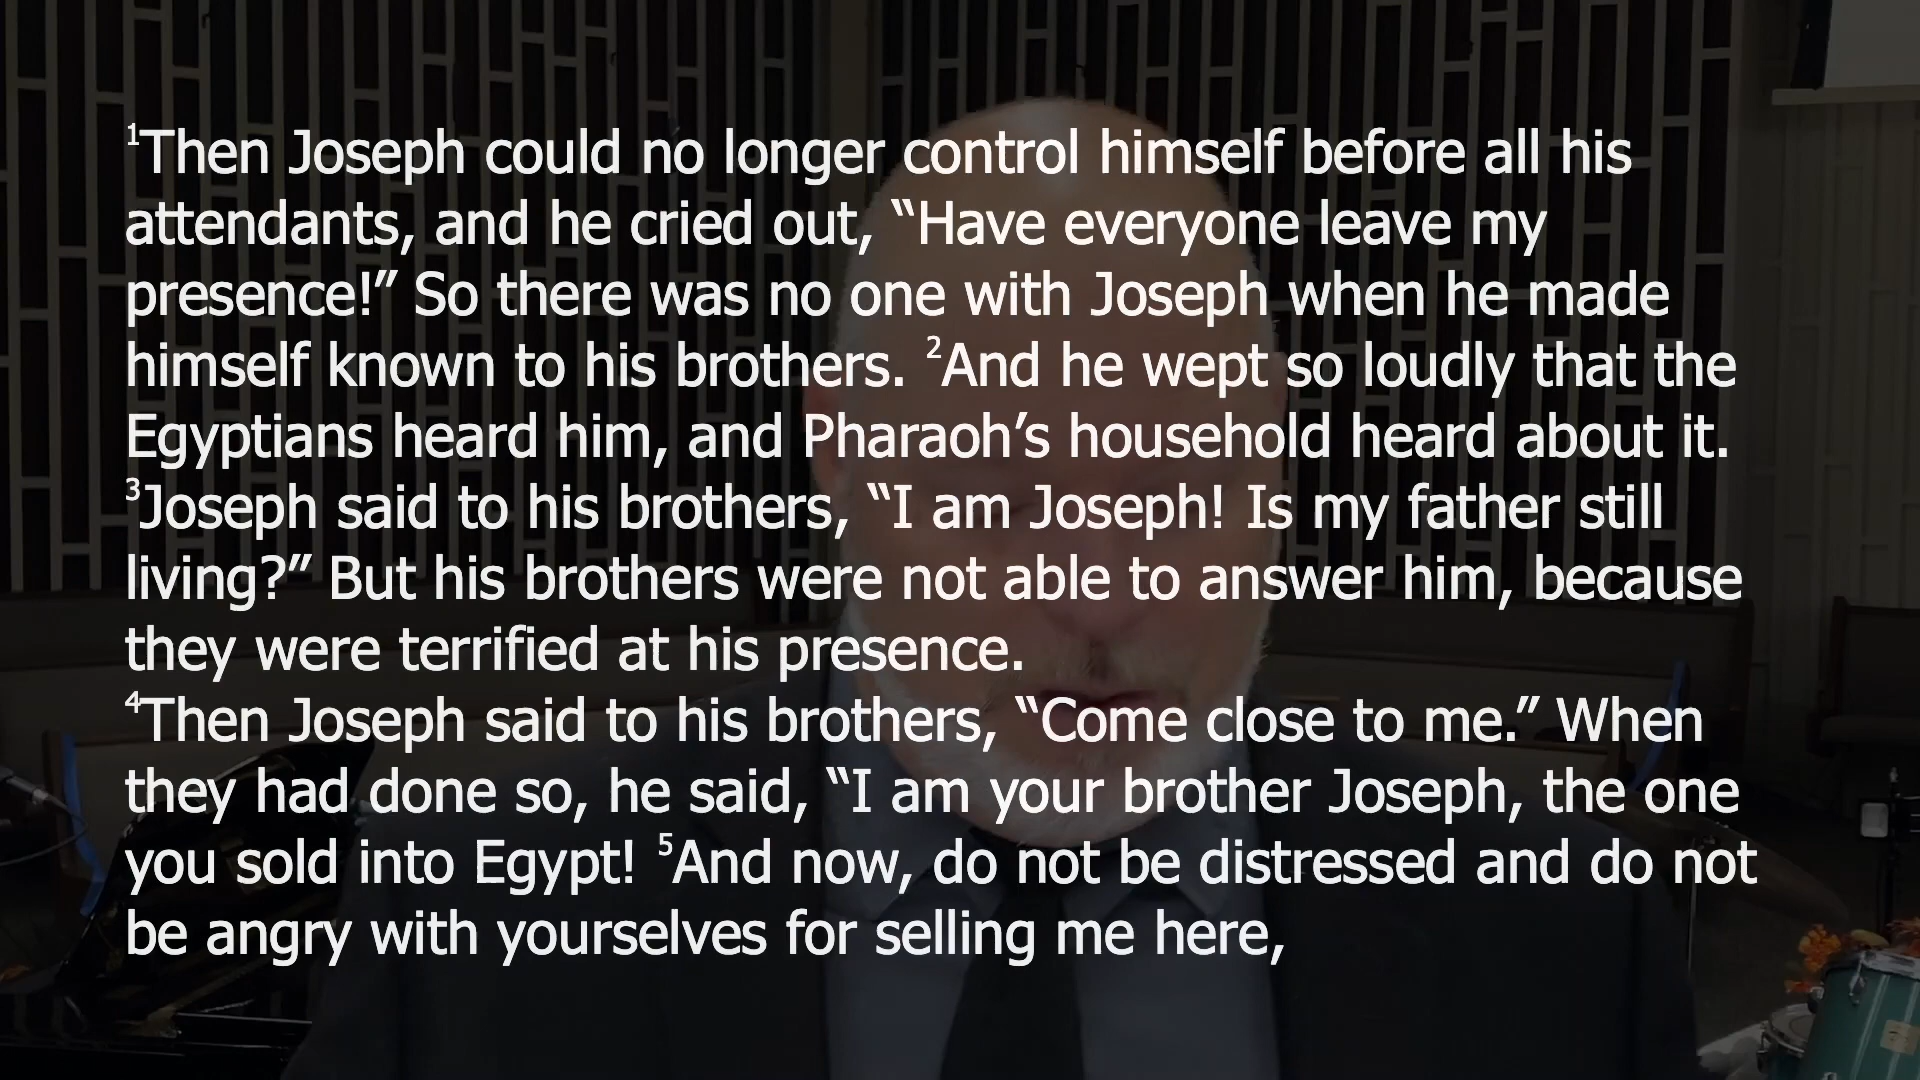 ¹Then Joseph could no longer control himself before all his
attendants, and he cried out, “Have everyone leave my
presence!” So there was no one with Joseph when he made
himself known to his brothers. ²And he wept so loudly that the
Egyptians heard him, and Pharaoh’s household heard about it.
³Joseph said to his brothers, “I am Joseph! Is my father still
living?” But his brothers were not able to answer him, because
they were terrified at his presence.
⁴Then Joseph said to his brothers, “Come close to me.” When
they had done so, he said, “I am your brother Joseph, the one
you sold into Egypt! ⁵And now, do not be distressed and do not
be angry with yourselves for selling me here,